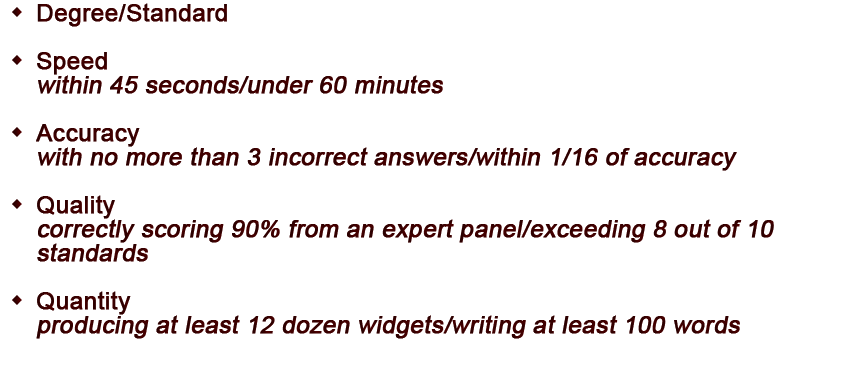 ◆ Degree/Standard
◆ Speed
within 45 seconds/under 60 minutes
◆ Accuracy
with no more than 3 incorrect answers/within 1/16 of accuracy
◆ Quality
correctly scoring 90% from an expert panel/exceeding 8 out of 10
standards
◆ Quantity
producing at least 12 dozen widgets/writing at least 100 words